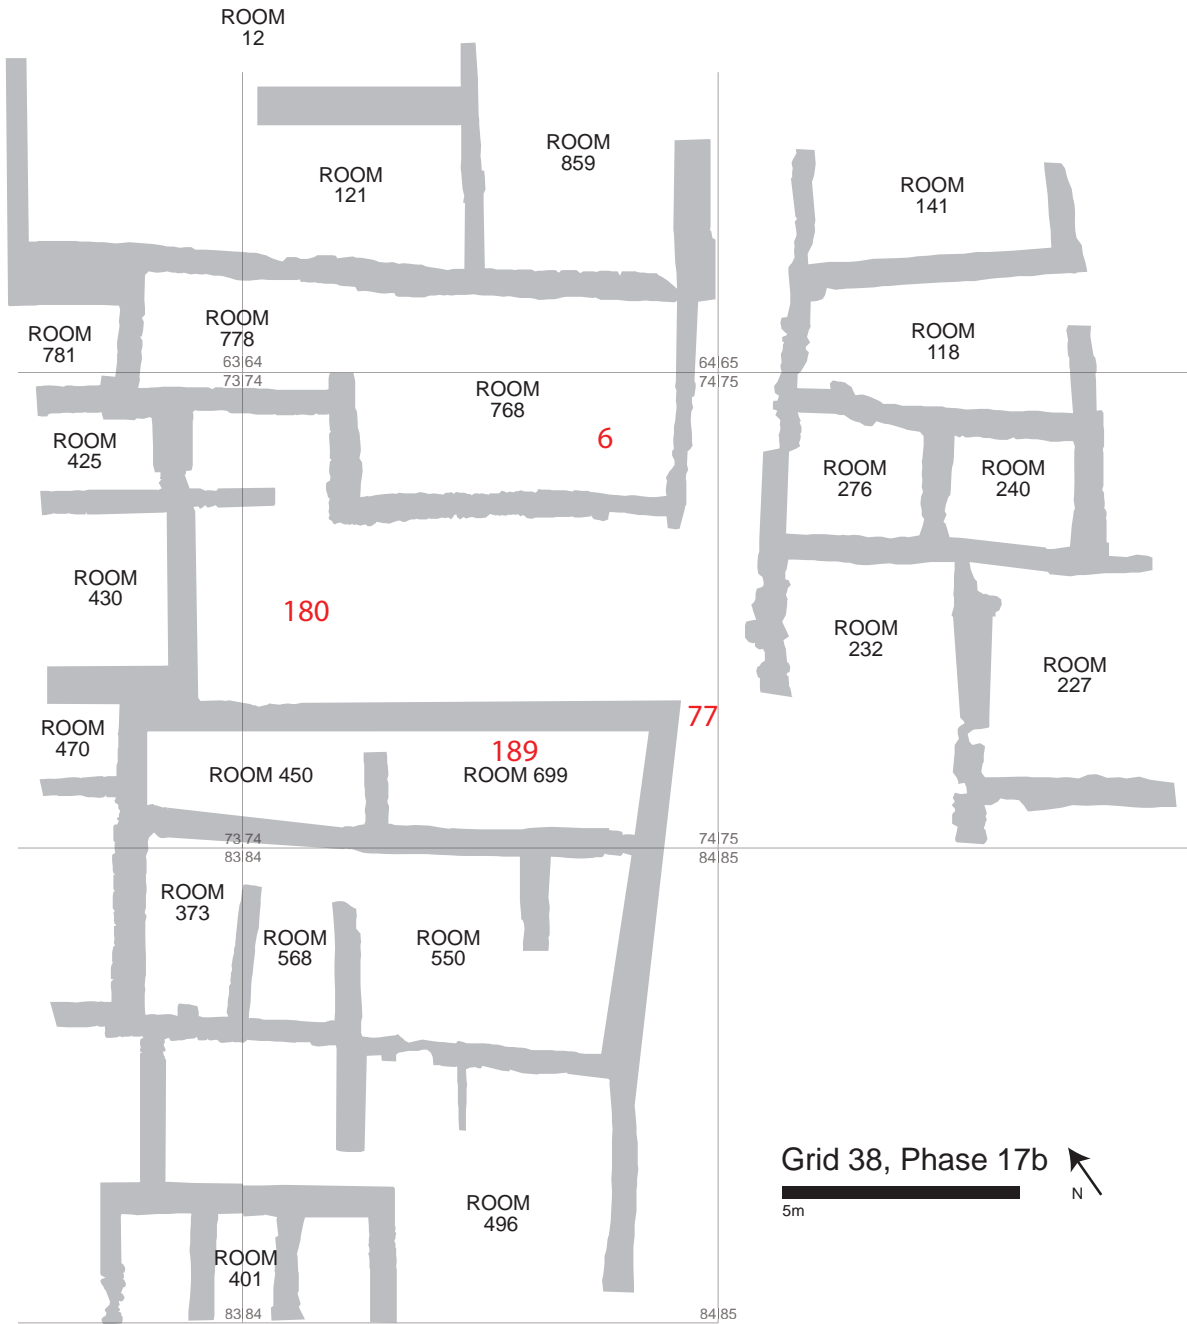 ROOM
12
ROOM
859
ROOM
121
ROOM
141
ROOM
778
ROOM
781
ROOM
118
63 64
64 65
73 74
74 75
ROOM
768
6
ROOM
425
ROOM
276
ROOM
240
ROOM
430
180
ROOM
232
ROOM
227
77
ROOM
470
189
ROOM 450
ROOM 699
73 74
74 75
83 84
84 85
ROOM
373
ROOM
568
ROOM
550
Grid 38, Phase 17b
N
5m
ROOM
496
ROOM
401
83 84
84 85